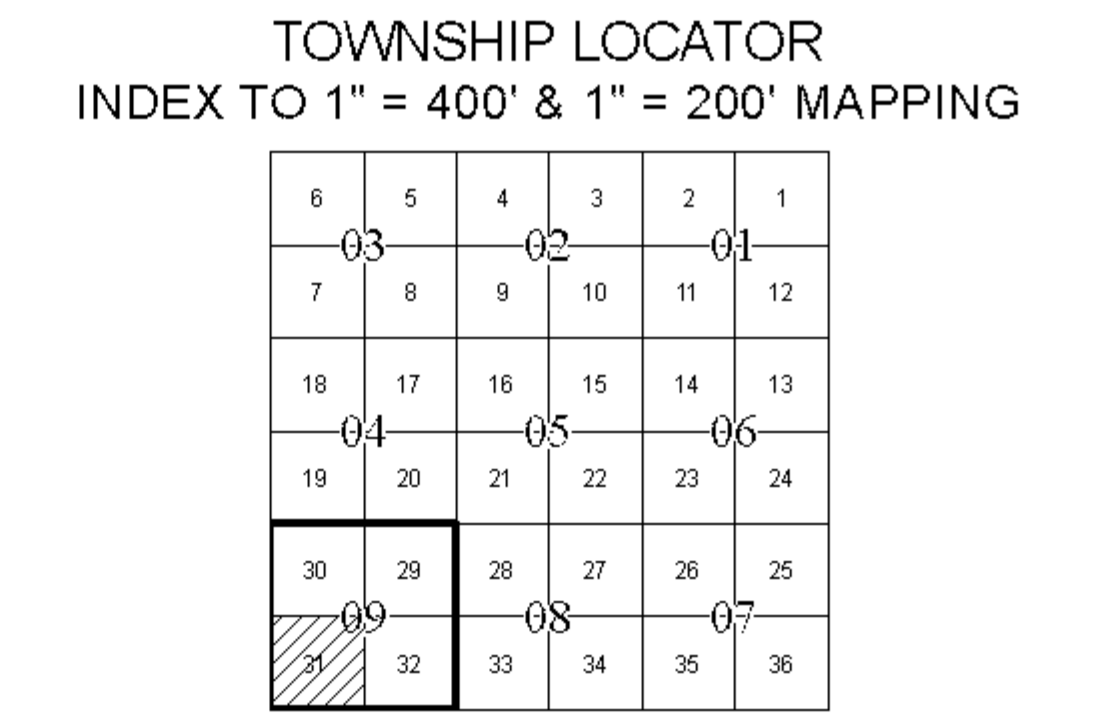 TOWNSHIP LOCATOR
INDEX TO 1" = 400' & 1" = 200' MAPPING
6 5 4 3 2 1
03 02 01
7 8 9 10 11 12
18 17 16 15 14 13
04 05 06
19 20 21 22 23 24
30 29 28 27 26 25
09 08 07
31 32 33 34 35 36